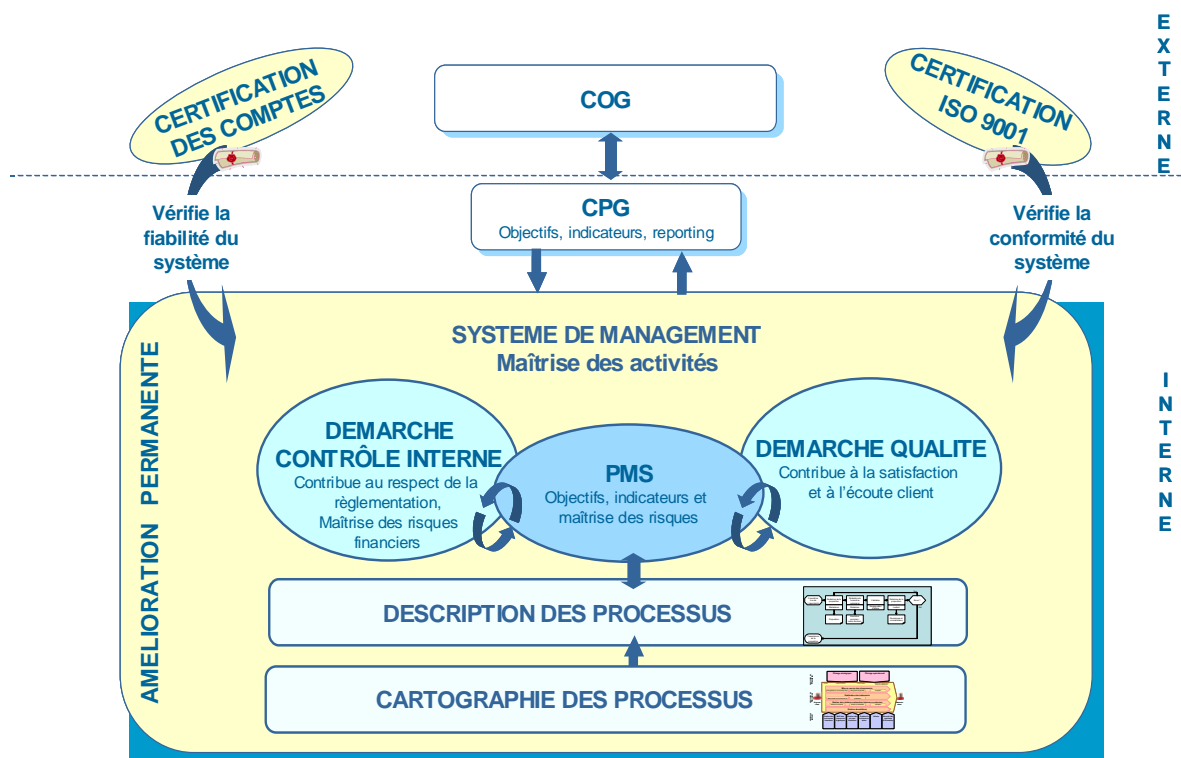 EXTERNE
CERTIFICATION
DES COMPTES
COG
CERTIFICATION
ISO 9001
CPG
Objectifs, indicateurs, reporting
Vérifie la
fiabilité du
système
Vérifie la
conformité du
système
INTERNE
AMELIORATION PERMANENTE
SYSTEME DE MANAGEMENT
Maîtrise des activités
DEMARCHE
CONTRÔLE INTERNE
Contribue au respect de la
règlementation,
Maîtrise des risques
financiers
PMS
Objectifs, indicateurs et
maîtrise des risques
DEMARCHE QUALITE
Contribue à la satisfaction
et à l'écoute client
DESCRIPTION DES PROCESSUS
CARTOGRAPHIE DES PROCESSUS